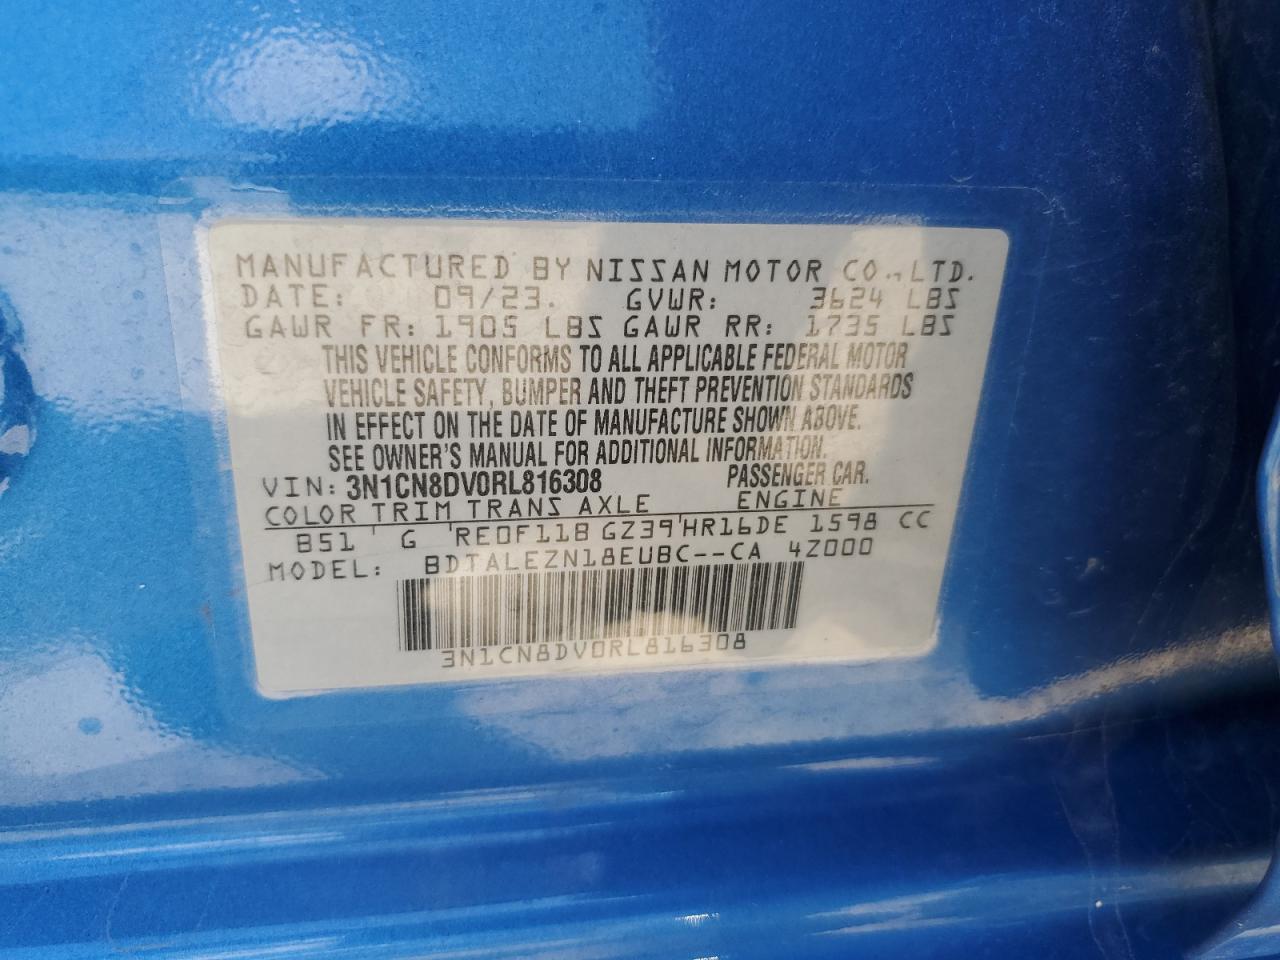 MANUFACTURED BY NISSAN MOTOR CO.,LTD.
DATE: 09/23. GVWR: 3624 LBS
GAWR FR: 1905 LBS GAWR RR: 1735 LBS
THIS VEHICLE CONFORMS TO ALL APPLICABLE FEDERAL MOTOR
VEHICLE SAFETY, BUMPER AND THEFT PREVENTION STANDARDS
IN EFFECT ON THE DATE OF MANUFACTURE SHOWN ABOVE.
SEE OWNER'S MANUAL FOR ADDITIONAL INFORMATION.
VIN: 3N1CN8DV0RL816308 PASSENGER CAR.
COLOR TRIM TRANS AXLE ENGINE
B51 ' G 'RE0F11B GZ39'HR16DE 1598 CC
MODEL: BDTALEZN18EUBC--CA 4Z000
3N1CN8DV0RL816308